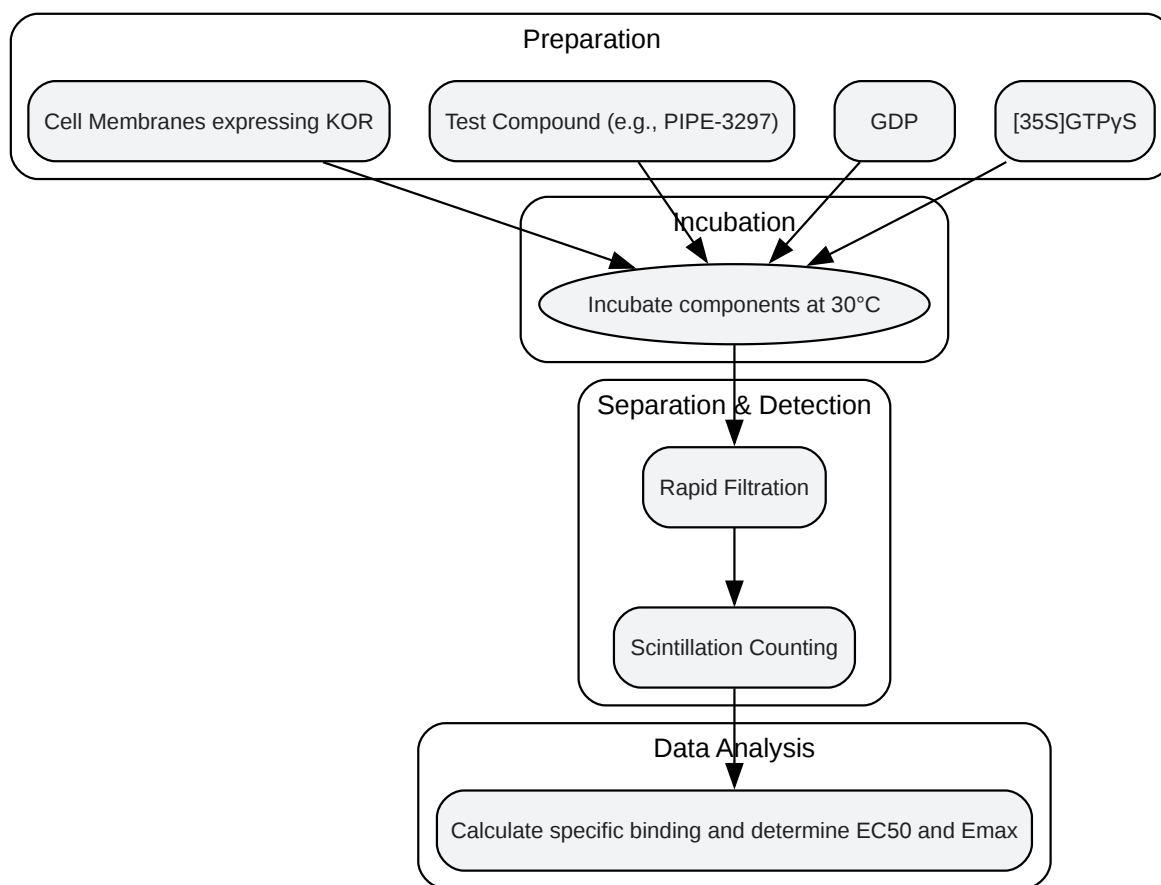 Preparation
Cell Membranes expressing KOR
Test Compound (e.g., PIPE-3297)
GDP
[35S]GTPγS
Incubation
Incubate components at 30°C
Separation & Detection
Rapid Filtration
Scintillation Counting
Data Analysis
Calculate specific binding and determine EC50 and Emax